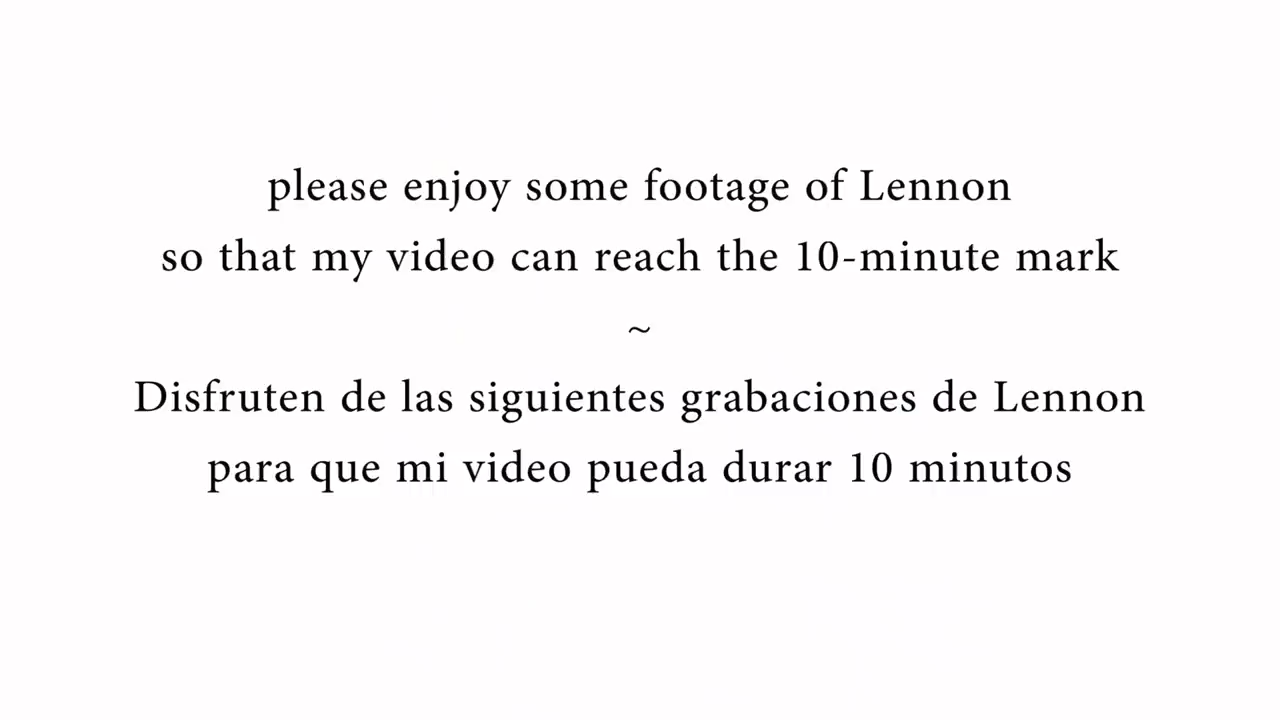 please enjoy some footage of Lennon
so that my video can reach the 10-minute mark
~
Disfruten de las siguientes grabaciones de Lennon
para que mi video pueda durar 10 minutos